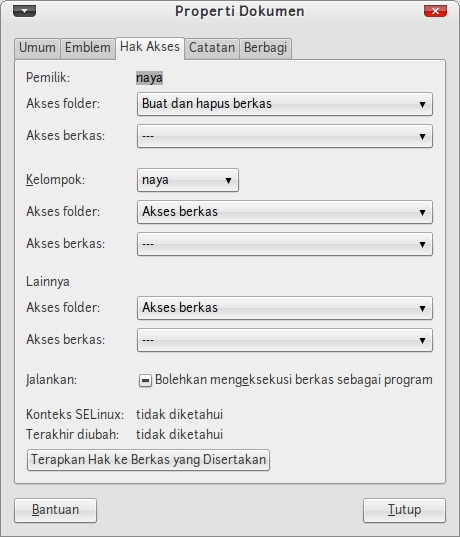 Properti Dokumen
Umum Emblem Hak Akses Catatan Berbagi
Pemilik: naya
Akses folder: Buat dan hapus berkas
Akses berkas: ---
Kelompok: naya
Akses folder: Akses berkas
Akses berkas: ---
Lainnya
Akses folder: Akses berkas
Akses berkas: ---
Jalankan: Bolehkan mengeksekusi berkas sebagai program
Konteks SELinux: tidak diketahui
Terakhir diubah: tidak diketahui
Terapkan Hak ke Berkas yang Disertakan
Bantuan Tutup